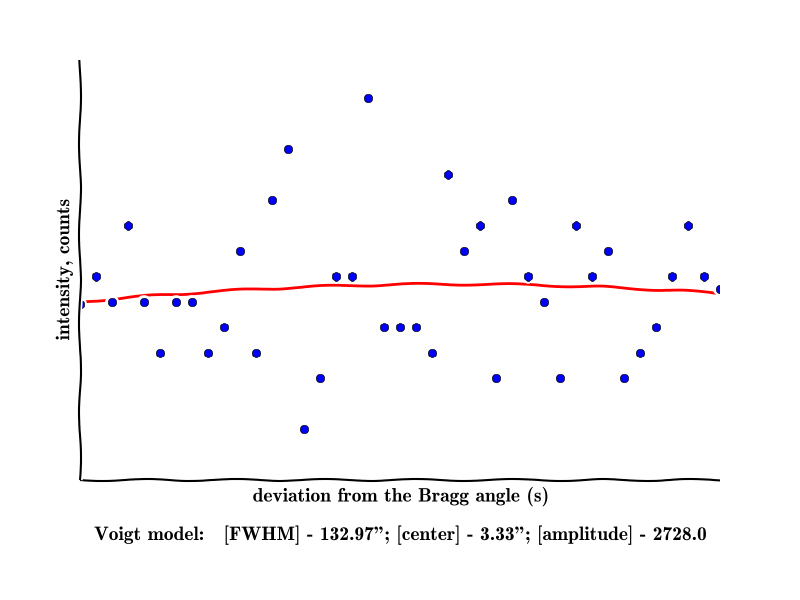 intensity, counts
deviation from the Bragg angle (s)
Voigt model: [FWHM] - 132.97”; [center] - 3.33”; [amplitude] - 2728.0